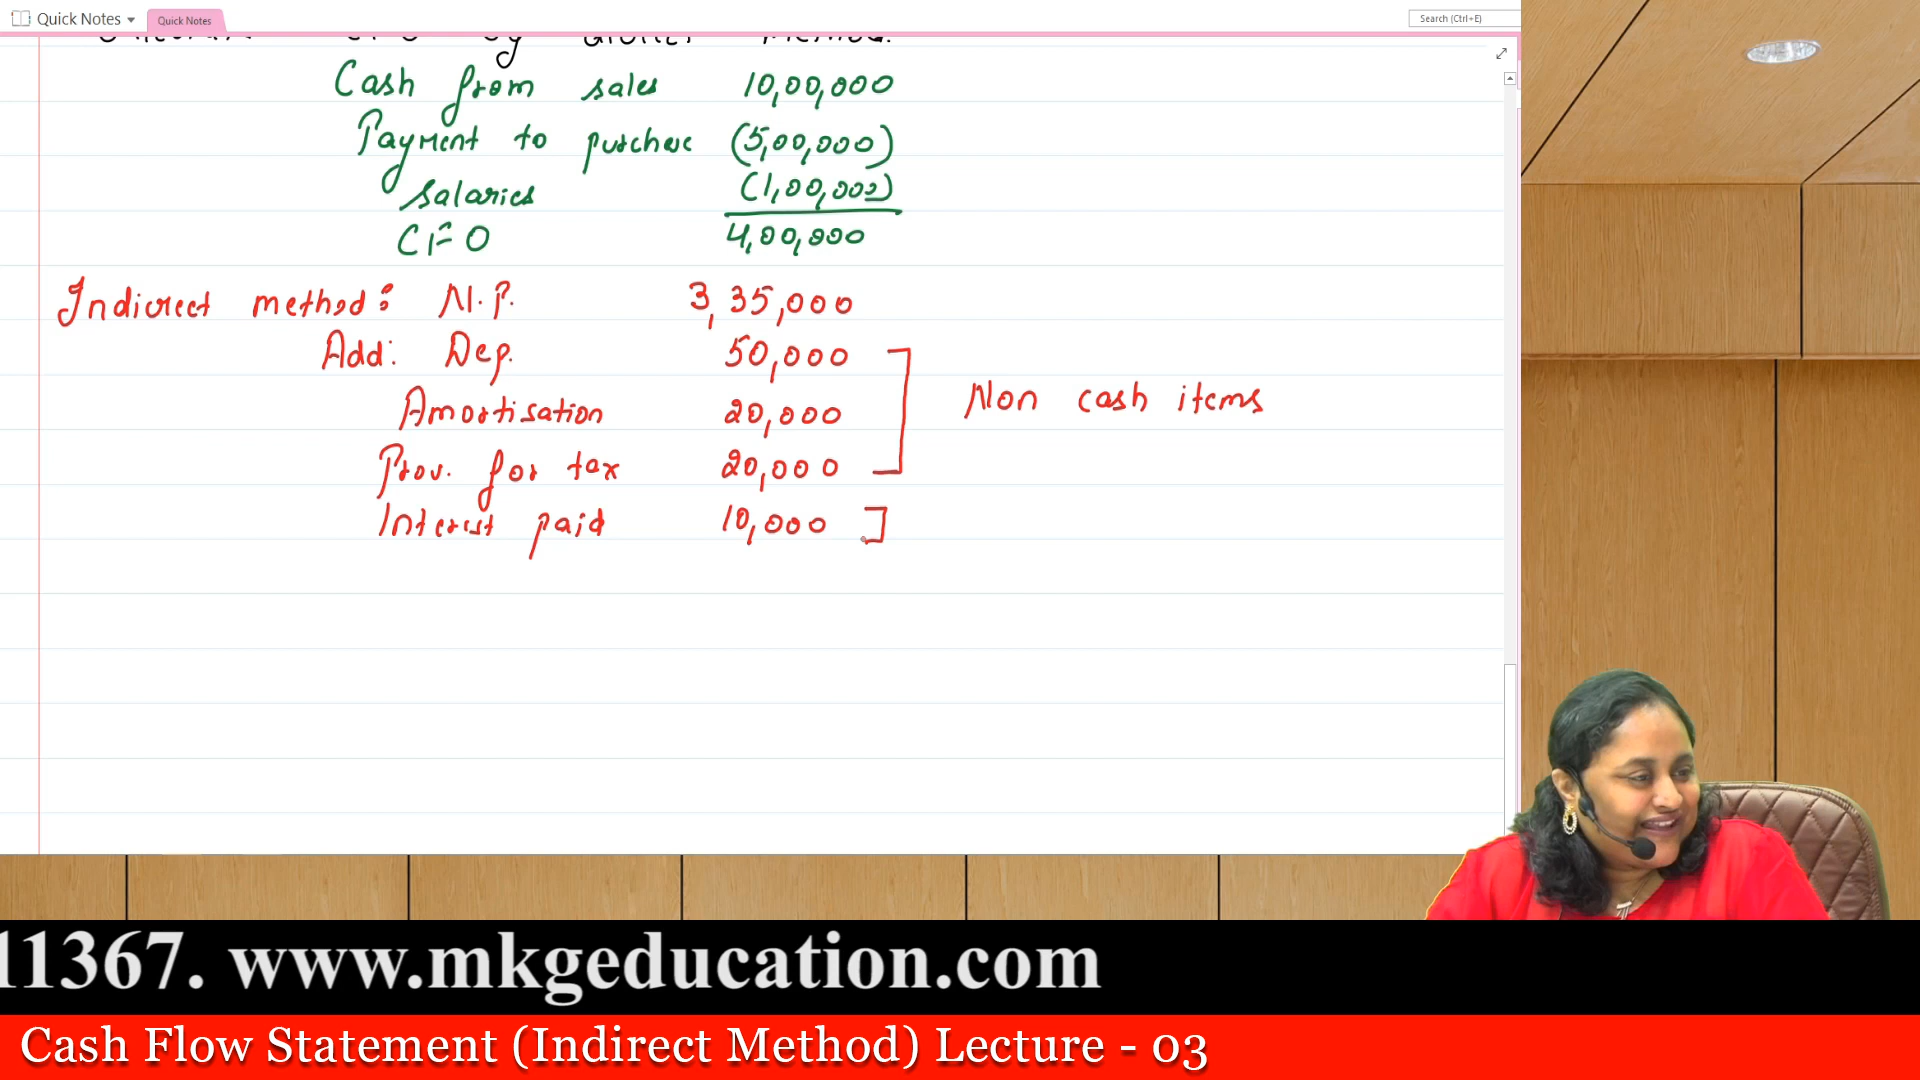 Quick Notes
Quick Notes
Search (Ctrl+E)
by method.
Cash from sales 10,00,000
Payment to purchase (5,00,000)
salaries (1,00,000)
CFO 4,00,000
Indirect method: N.P. 3,35,000
Add: Dep. 50,000
Amortisation 20,000
Non cash items
Prov. for tax 20,000
Interest paid 10,000
11367. www.mkgeducation.com
Cash Flow Statement (Indirect Method) Lecture - 03